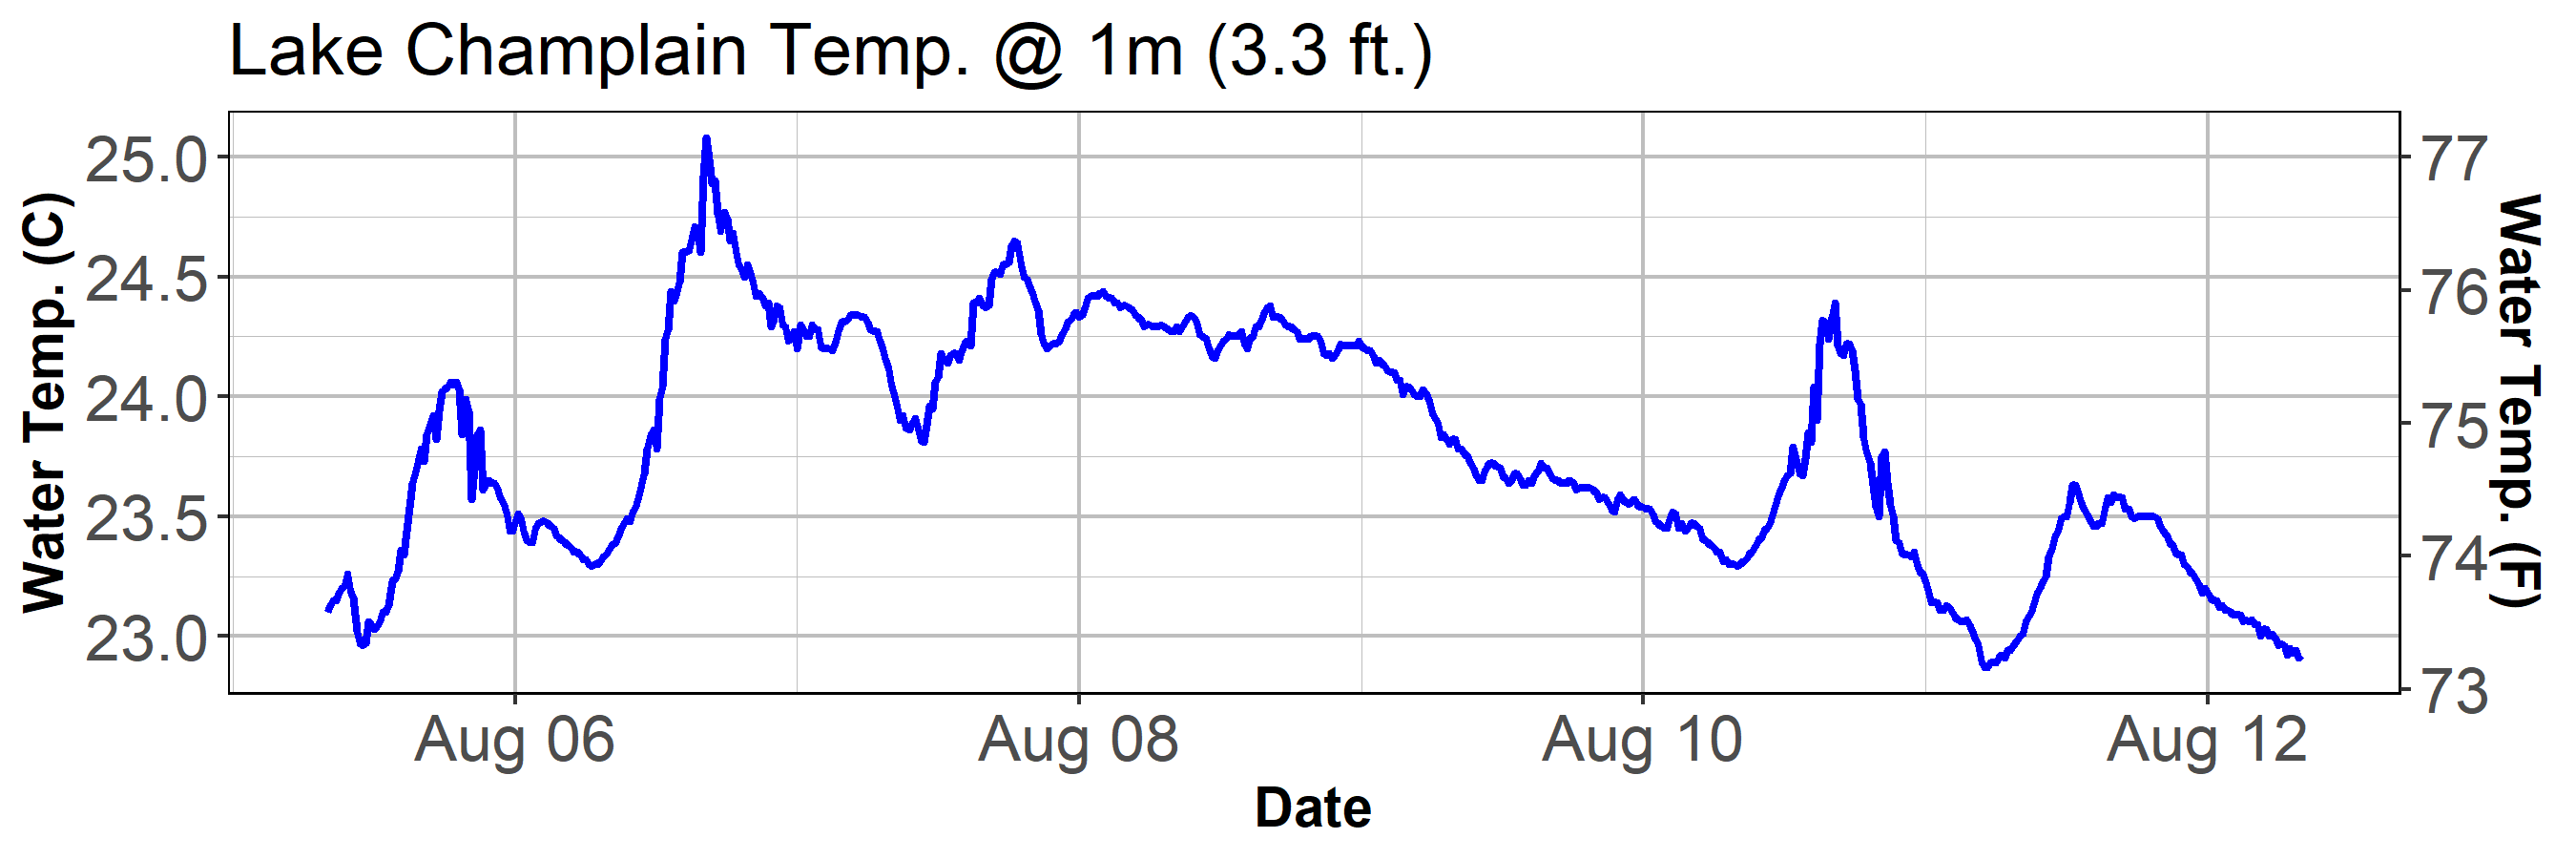 Lake Champlain Temp. @ 1m (3.3 ft.)
Water Temp. (C)
25.0
24.5
24.0
23.5
23.0
77
76
75
74
73
Water Temp. (F)
Aug 06 Aug 08 Aug 10 Aug 12
Date